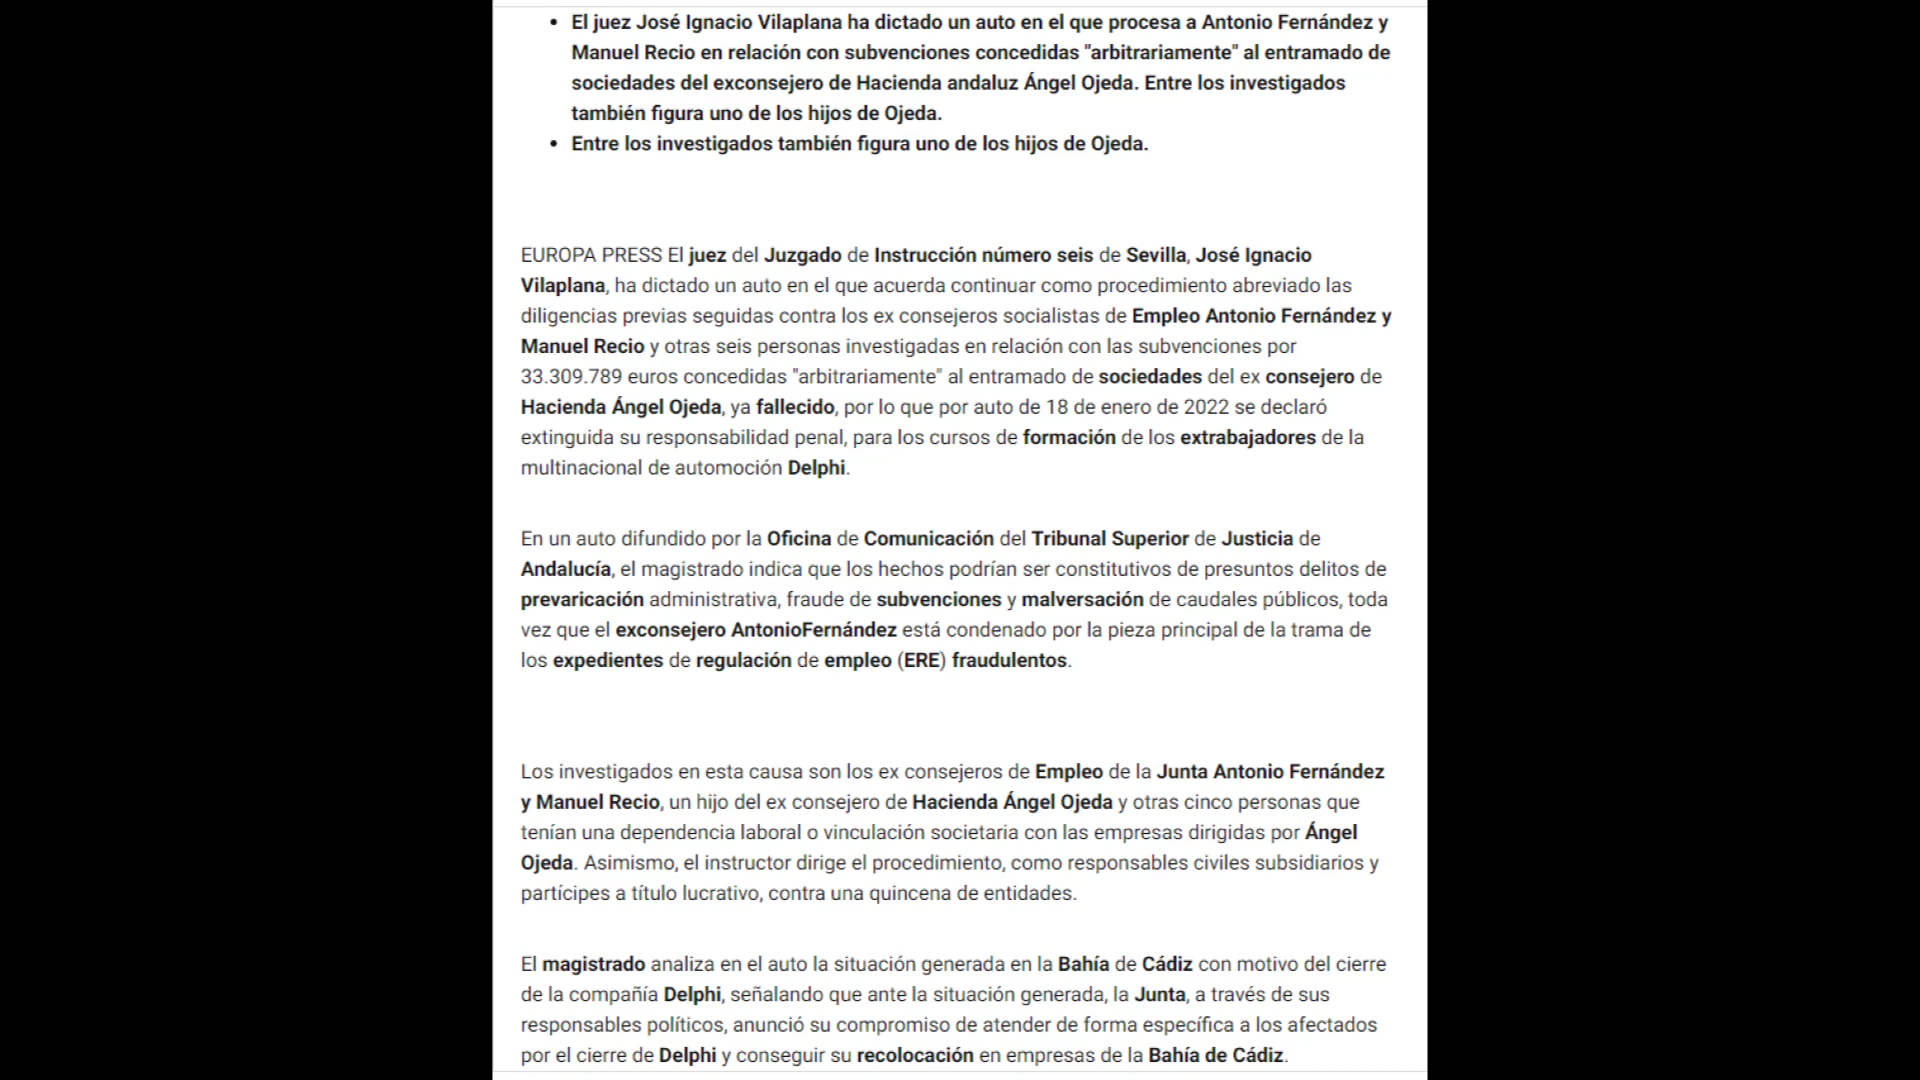 • El juez José Ignacio Vilaplana ha dictado un auto en el que procesa a Antonio Fernández y
Manuel Recio en relación con subvenciones concedidas "arbitrariamente" al entramado de
sociedades del exconsejero de Hacienda andaluz Ángel Ojeda. Entre los investigados
también figura uno de los hijos de Ojeda.
• Entre los investigados también figura uno de los hijos de Ojeda.
EUROPA PRESS El juez del Juzgado de Instrucción número seis de Sevilla, José Ignacio
Vilaplana, ha dictado un auto en el que acuerda continuar como procedimiento abreviado las
diligencias previas seguidas contra los ex consejeros socialistas de Empleo Antonio Fernández y
Manuel Recio y otras seis personas investigadas en relación con las subvenciones por
33.309.789 euros concedidas "arbitrariamente" al entramado de sociedades del ex consejero de
Hacienda Ángel Ojeda, ya fallecido, por lo que por auto de 18 de enero de 2022 se declaró
extinguida su responsabilidad penal, para los cursos de formación de los extrabajadores de la
multinacional de automoción Delphi.
En un auto difundido por la Oficina de Comunicación del Tribunal Superior de Justicia de
Andalucía, el magistrado indica que los hechos podrían ser constitutivos de presuntos delitos de
prevaricación administrativa, fraude de subvenciones y malversación de caudales públicos, toda
vez que el exconsejero AntonioFernández está condenado por la pieza principal de la trama de
los expedientes de regulación de empleo (ERE) fraudulentos.
Los investigados en esta causa son los ex consejeros de Empleo de la Junta Antonio Fernández
y Manuel Recio, un hijo del ex consejero de Hacienda Ángel Ojeda y otras cinco personas que
tenían una dependencia laboral o vinculación societaria con las empresas dirigidas por Ángel
Ojeda. Asimismo, el instructor dirige el procedimiento, como responsables civiles subsidiarios y
partícipes a título lucrativo, contra una quincena de entidades.
El magistrado analiza en el auto la situación generada en la Bahía de Cádiz con motivo del cierre
de la compañía Delphi, señalando que ante la situación generada, la Junta, a través de sus
responsables políticos, anunció su compromiso de atender de forma específica a los afectados
por el cierre de Delphi y conseguir su recolocación en empresas de la Bahía de Cádiz.